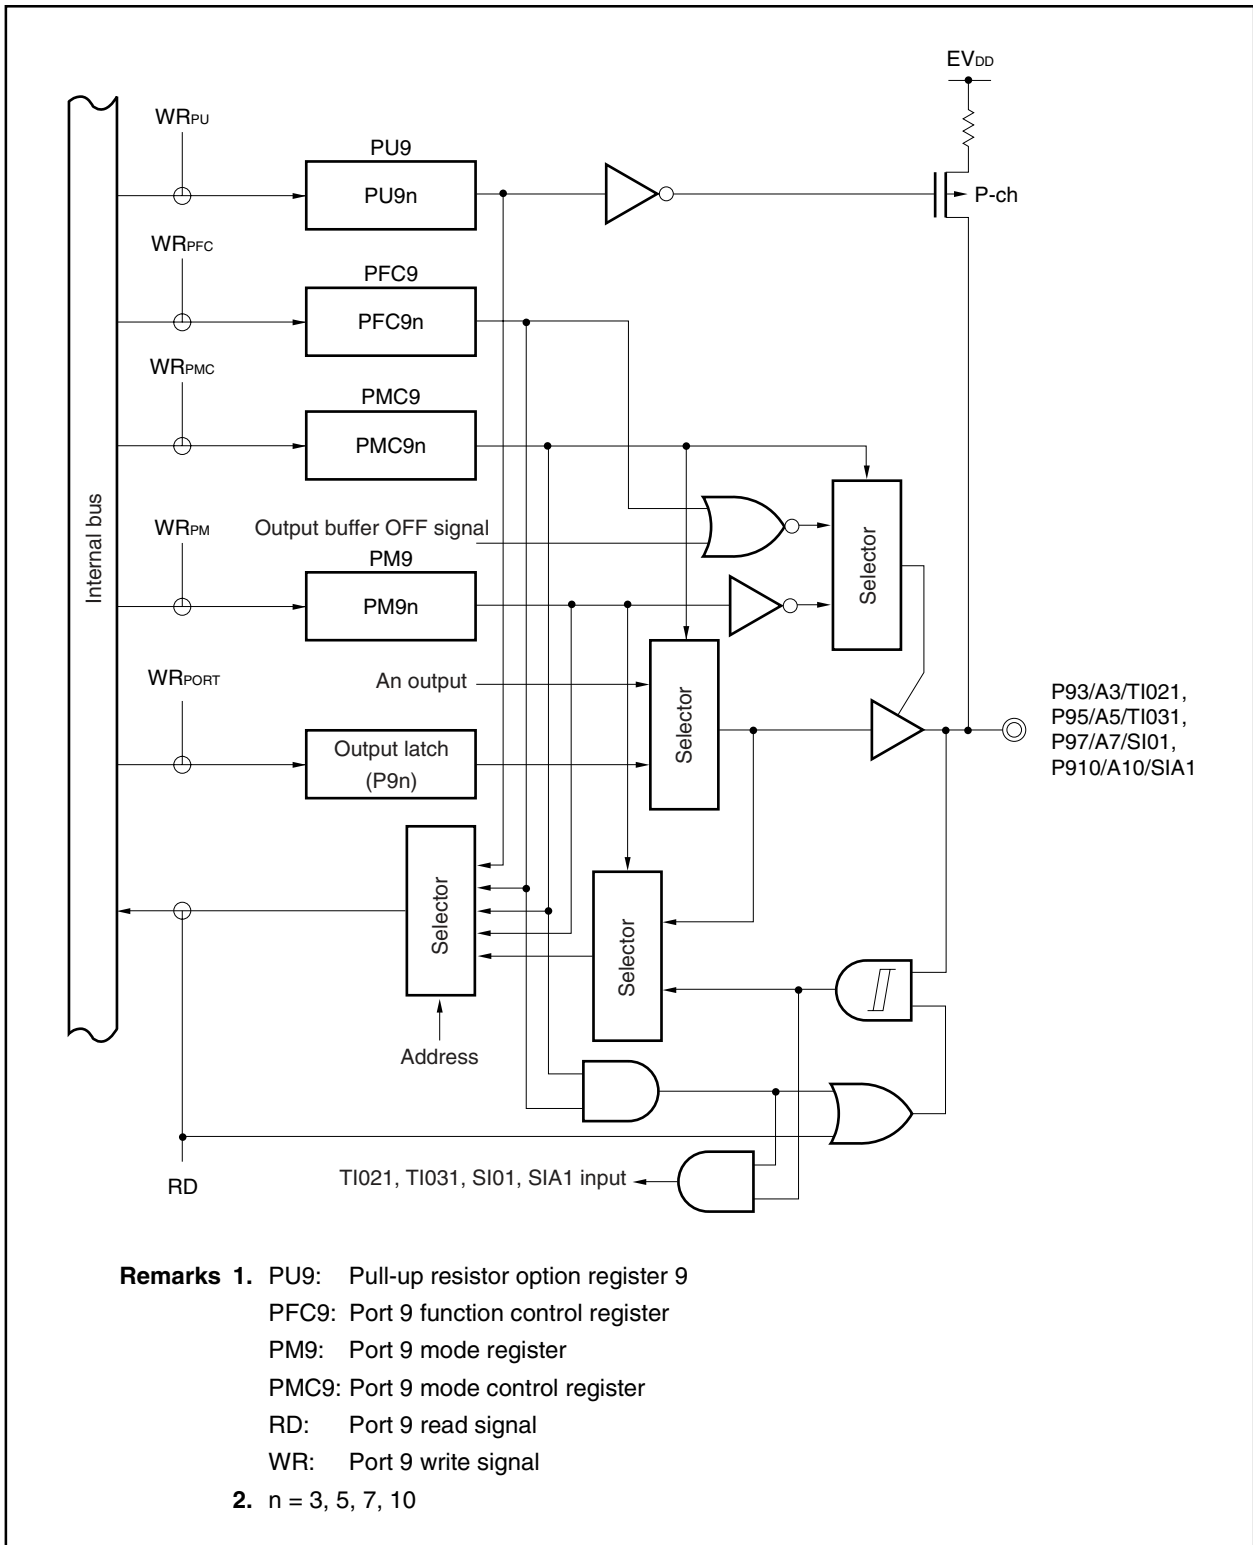 EVDD
WRPU
PU9
PU9n
P-ch
WRPFC
PFC9
PFC9n
WRPMC
PMC9
PMC9n
Internal bus
WRPM
Output buffer OFF signal
PM9
PM9n
Selector
An output
WRPORT
Output latch
(P9n)
Selector
P93/A3/TI021,
P95/A5/TI031,
P97/A7/SI01,
P910/A10/SIA1
Selector
Selector
Address
RD
TI021, TI031, SI01, SIA1 input
Remarks 1. PU9: Pull-up resistor option register 9
PFC9: Port 9 function control register
PM9: Port 9 mode register
PMC9: Port 9 mode control register
RD: Port 9 read signal
WR: Port 9 write signal
2. n = 3, 5, 7, 10